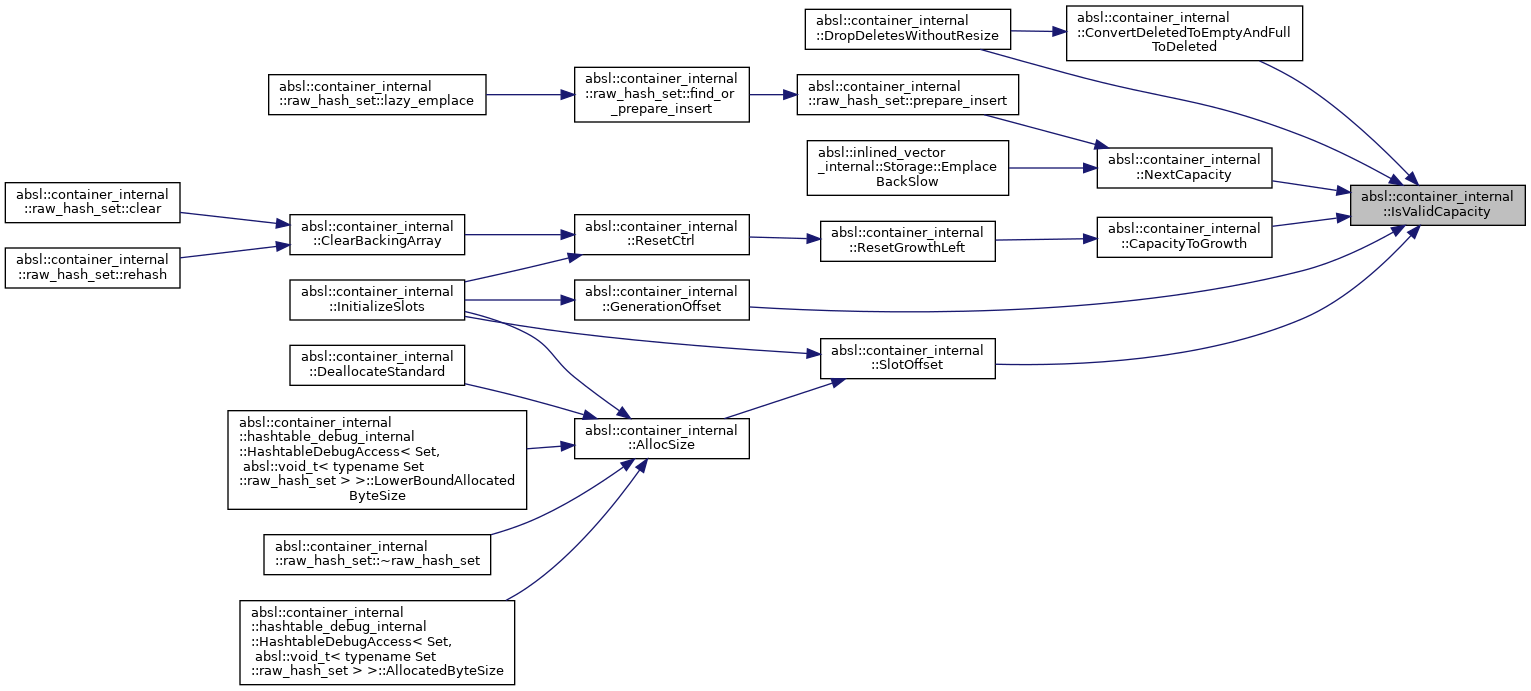 absl::container_internal
::DropDeletesWithoutResize
absl::container_internal
::ConvertDeletedToEmptyAndFull
ToDeleted
absl::container_internal
::raw_hash_set::lazy_emplace
absl::container_internal
::raw_hash_set::find_or
_prepare_insert
absl::container_internal
::raw_hash_set::prepare_insert
absl::inlined_vector
_internal::Storage::Emplace
BackSlow
absl::container_internal
::NextCapacity
absl::container_internal
::IsValidCapacity
absl::container_internal
::raw_hash_set::clear
absl::container_internal
::ClearBackingArray
absl::container_internal
::ResetCtrl
absl::container_internal
::ResetGrowthLeft
absl::container_internal
::CapacityToGrowth
absl::container_internal
::raw_hash_set::rehash
absl::container_internal
::InitializeSlots
absl::container_internal
::GenerationOffset
absl::container_internal
::DeallocateStandard
absl::container_internal
::SlotOffset
absl::container_internal
::hashtable_debug_internal
::HashtableDebugAccess< Set,
absl::void_t< typename Set
::raw_hash_set > >::LowerBoundAllocated
ByteSize
absl::container_internal
::AllocSize
absl::container_internal
::raw_hash_set::~raw_hash_set
absl::container_internal
::hashtable_debug_internal
::HashtableDebugAccess< Set,
absl::void_t< typename Set
::raw_hash_set > >::AllocatedByteSize